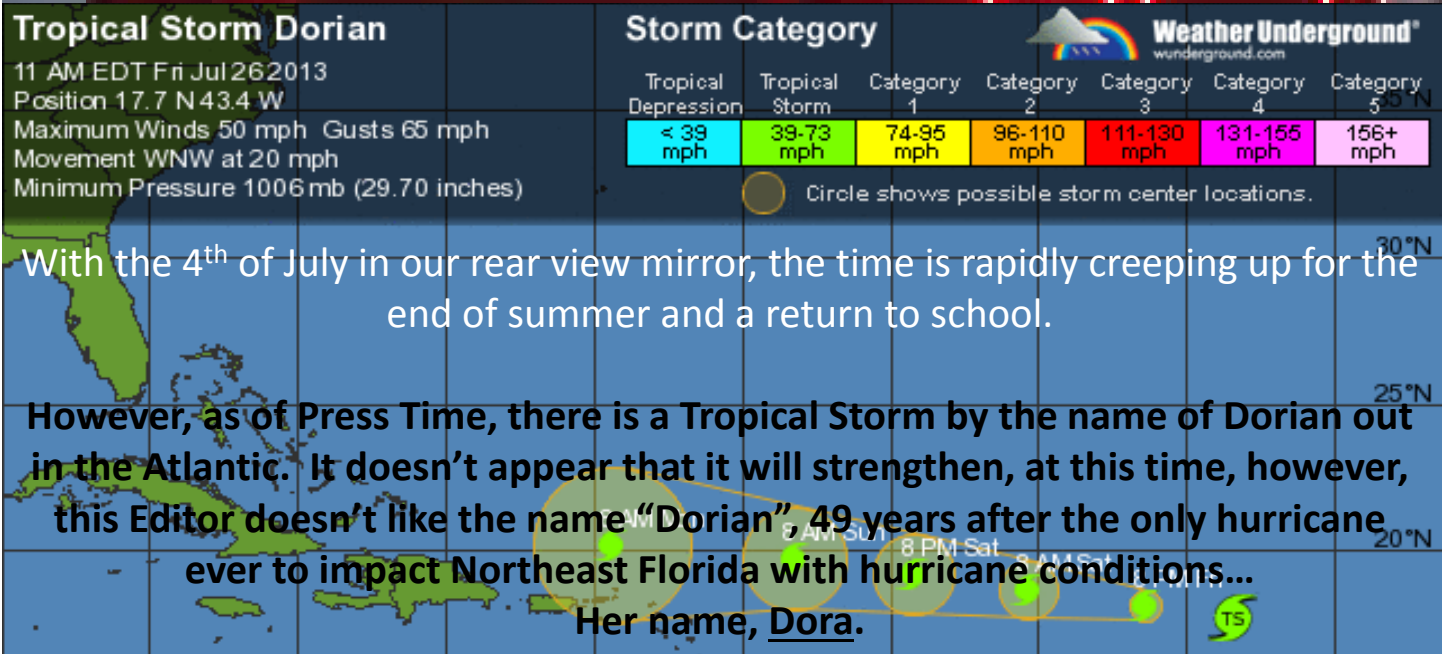 Tropical Storm Dorian
11 AM EDT Fri Jul 26 2013
Position 17.7 N 43.4 W
Maximum Winds 50 mph Gusts 65 mph
Movement WNW at 20 mph
Minimum Pressure 1006 mb (29.70 inches)
Storm Category
Weather Underground®
wunderground.com
Tropical Depression Tropical Storm Category 1 Category 2 Category 3 Category 4 Category 5
< 39 mph 39-73 mph 74-95 mph 96-110 mph 111-130 mph 131-155 mph 156+ mph
Circle shows possible storm center locations.
35°N
30°N
With the 4th of July in our rear view mirror, the time is rapidly creeping up for the
end of summer and a return to school.
25°N
However, as of Press Time, there is a Tropical Storm by the name of Dorian out
in the Atlantic. It doesn't appear that it will strengthen, at this time, however,
this Editor doesn't like the name “Dorian”, 49 years after the only hurricane
8 AM Sun
8 PM Sat
8 AM Sat
20°N
ever to impact Northeast Florida with hurricane conditions…
Her name, Dora.
TS